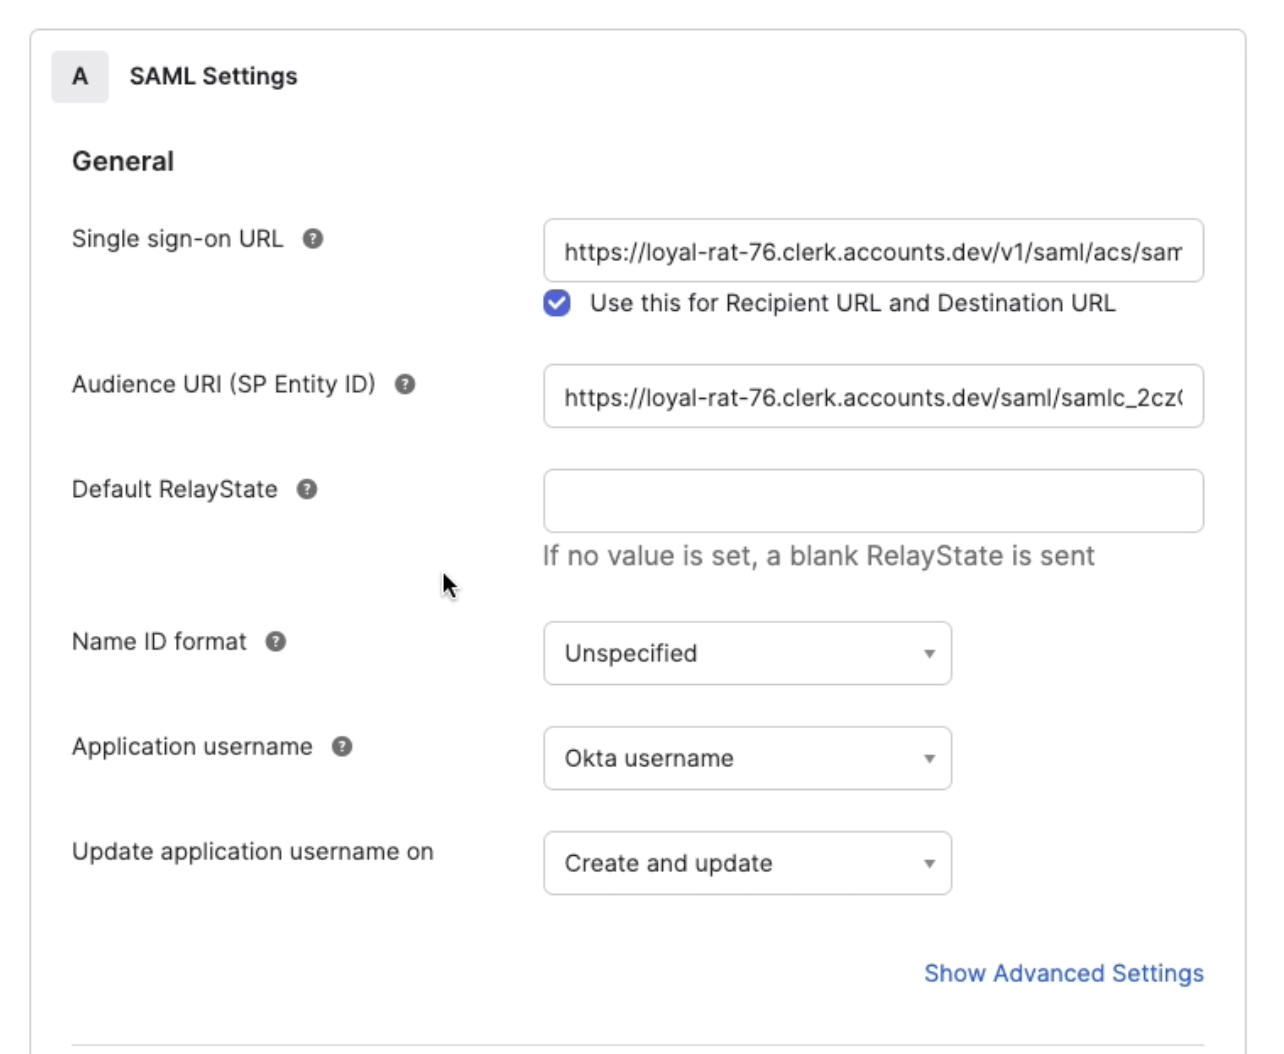 A SAML Settings
General
Single sign-on URL ?
https://loyal-rat-76.clerk.accounts.dev/v1/saml/acs/sam
Use this for Recipient URL and Destination URL
Audience URI (SP Entity ID) ?
https://loyal-rat-76.clerk.accounts.dev/saml/samlc_2cz
Default RelayState ?
If no value is set, a blank RelayState is sent
Name ID format ?
Unspecified
Application username ?
Okta username
Update application username on
Create and update
Show Advanced Settings